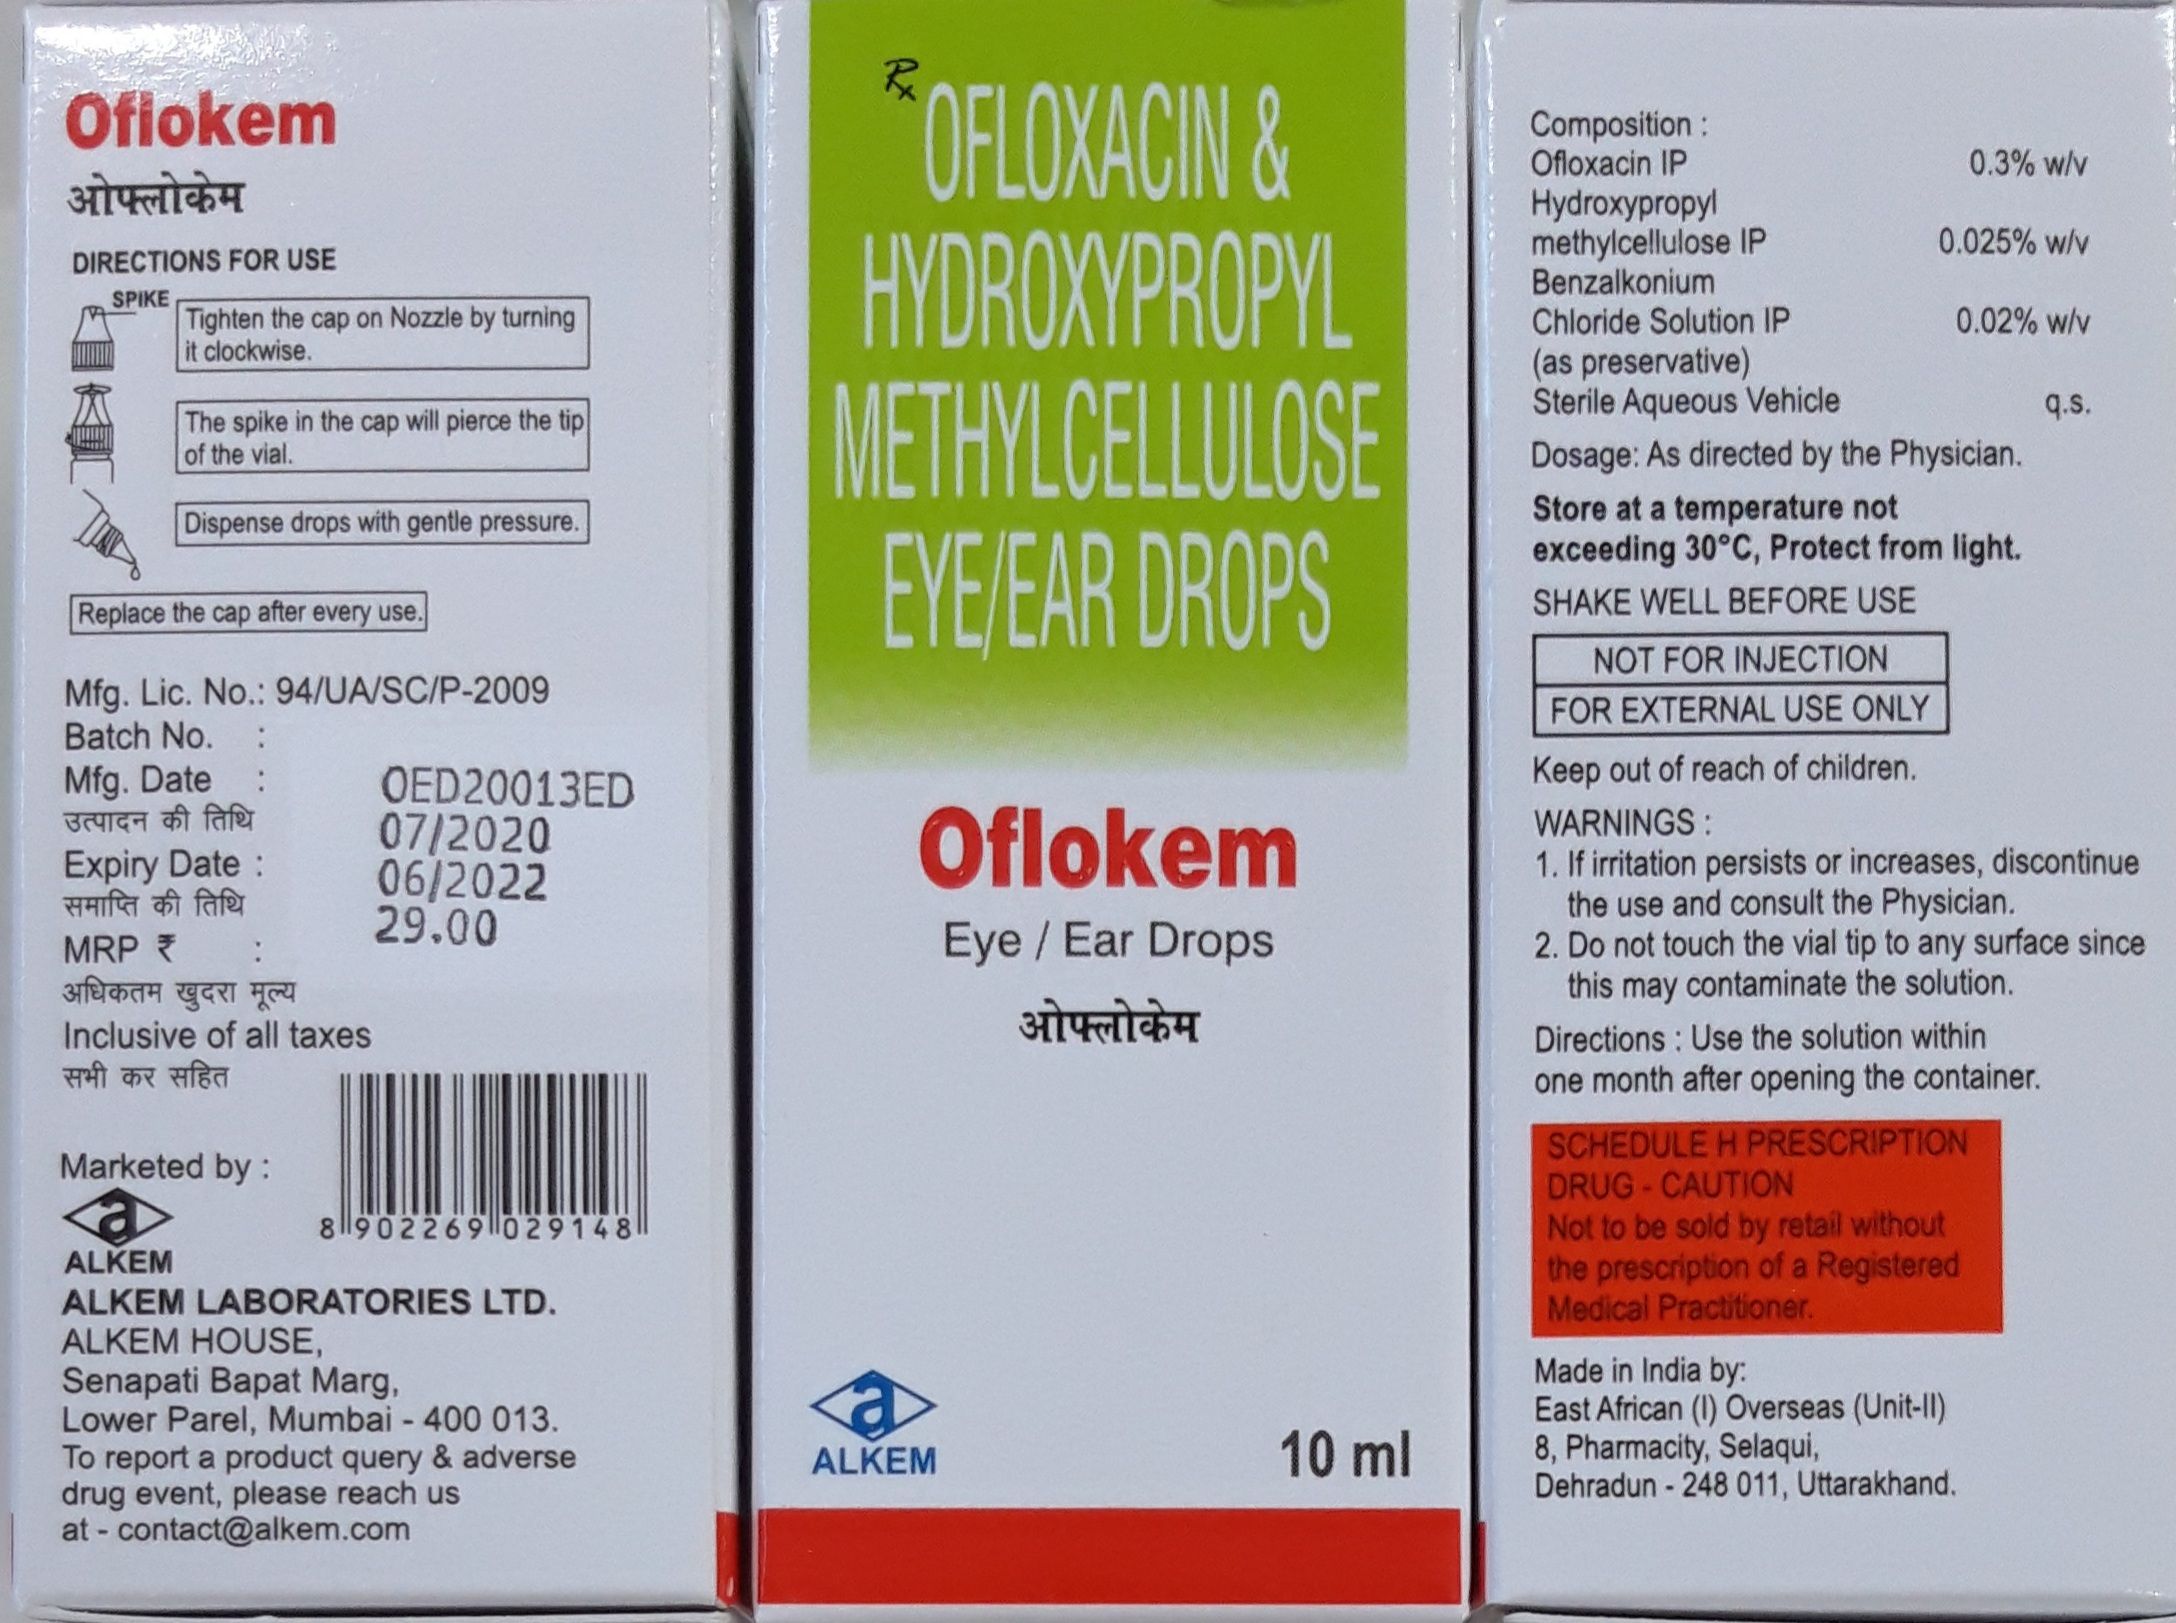 Oflokem
ओफ्लोकेम
DIRECTIONS FOR USE
SPIKE
Tighten the cap on Nozzle by turning
it clockwise.
The spike in the cap will pierce the tip
of the vial.
Dispense drops with gentle pressure.
Replace the cap after every use.
Mfg. Lic. No.: 94/UA/SC/P-2009
Batch No. :
Mfg. Date : OED20013ED
उत्पादन की तिथि 07/2020
Expiry Date : 06/2022
समाप्ति की तिथि 29.00
MRP ₹ :
अधिकतम खुदरा मूल्य
Inclusive of all taxes
सभी कर सहित
8 902269 029148
Marketed by :
a
ALKEM
ALKEM LABORATORIES LTD.
ALKEM HOUSE,
Senapati Bapat Marg,
Lower Parel, Mumbai - 400 013.
To report a product query & adverse
drug event, please reach us
at - contact@alkem.com
Rx OFLOXACIN &
HYDROXYPROPYL
METHYLCELLULOSE
EYE/EAR DROPS
Oflokem
Eye / Ear Drops
ओफ्लोकेम
a
ALKEM
10 ml
Composition :
Ofloxacin IP 0.3% w/v
Hydroxypropyl
methylcellulose IP 0.025% w/v
Benzalkonium
Chloride Solution IP 0.02% w/v
(as preservative)
Sterile Aqueous Vehicle q.s.
Dosage: As directed by the Physician.
Store at a temperature not
exceeding 30°C, Protect from light.
SHAKE WELL BEFORE USE
NOT FOR INJECTION
FOR EXTERNAL USE ONLY
Keep out of reach of children.
WARNINGS :
1. If irritation persists or increases, discontinue
the use and consult the Physician.
2. Do not touch the vial tip to any surface since
this may contaminate the solution.
Directions : Use the solution within
one month after opening the container.
SCHEDULE H PRESCRIPTION
DRUG - CAUTION
Not to be sold by retail without
the prescription of a Registered
Medical Practitioner.
Made in India by:
East African (I) Overseas (Unit-II)
8, Pharmacity, Selaqui,
Dehradun - 248 011, Uttarakhand.